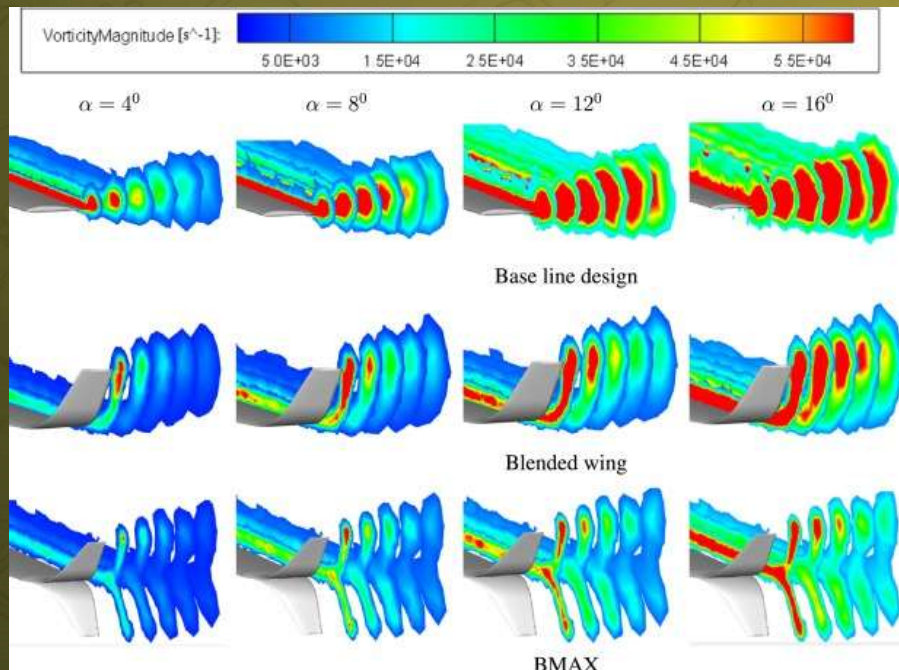 VorticityMagnitude [s^-1]:
5.0E+03 1.5E+04 2.5E+04 3.5E+04 4.5E+04 5.5E+04
α = 4⁰ α = 8⁰ α = 12⁰ α = 16⁰
Base line design
Blended wing
BMAX